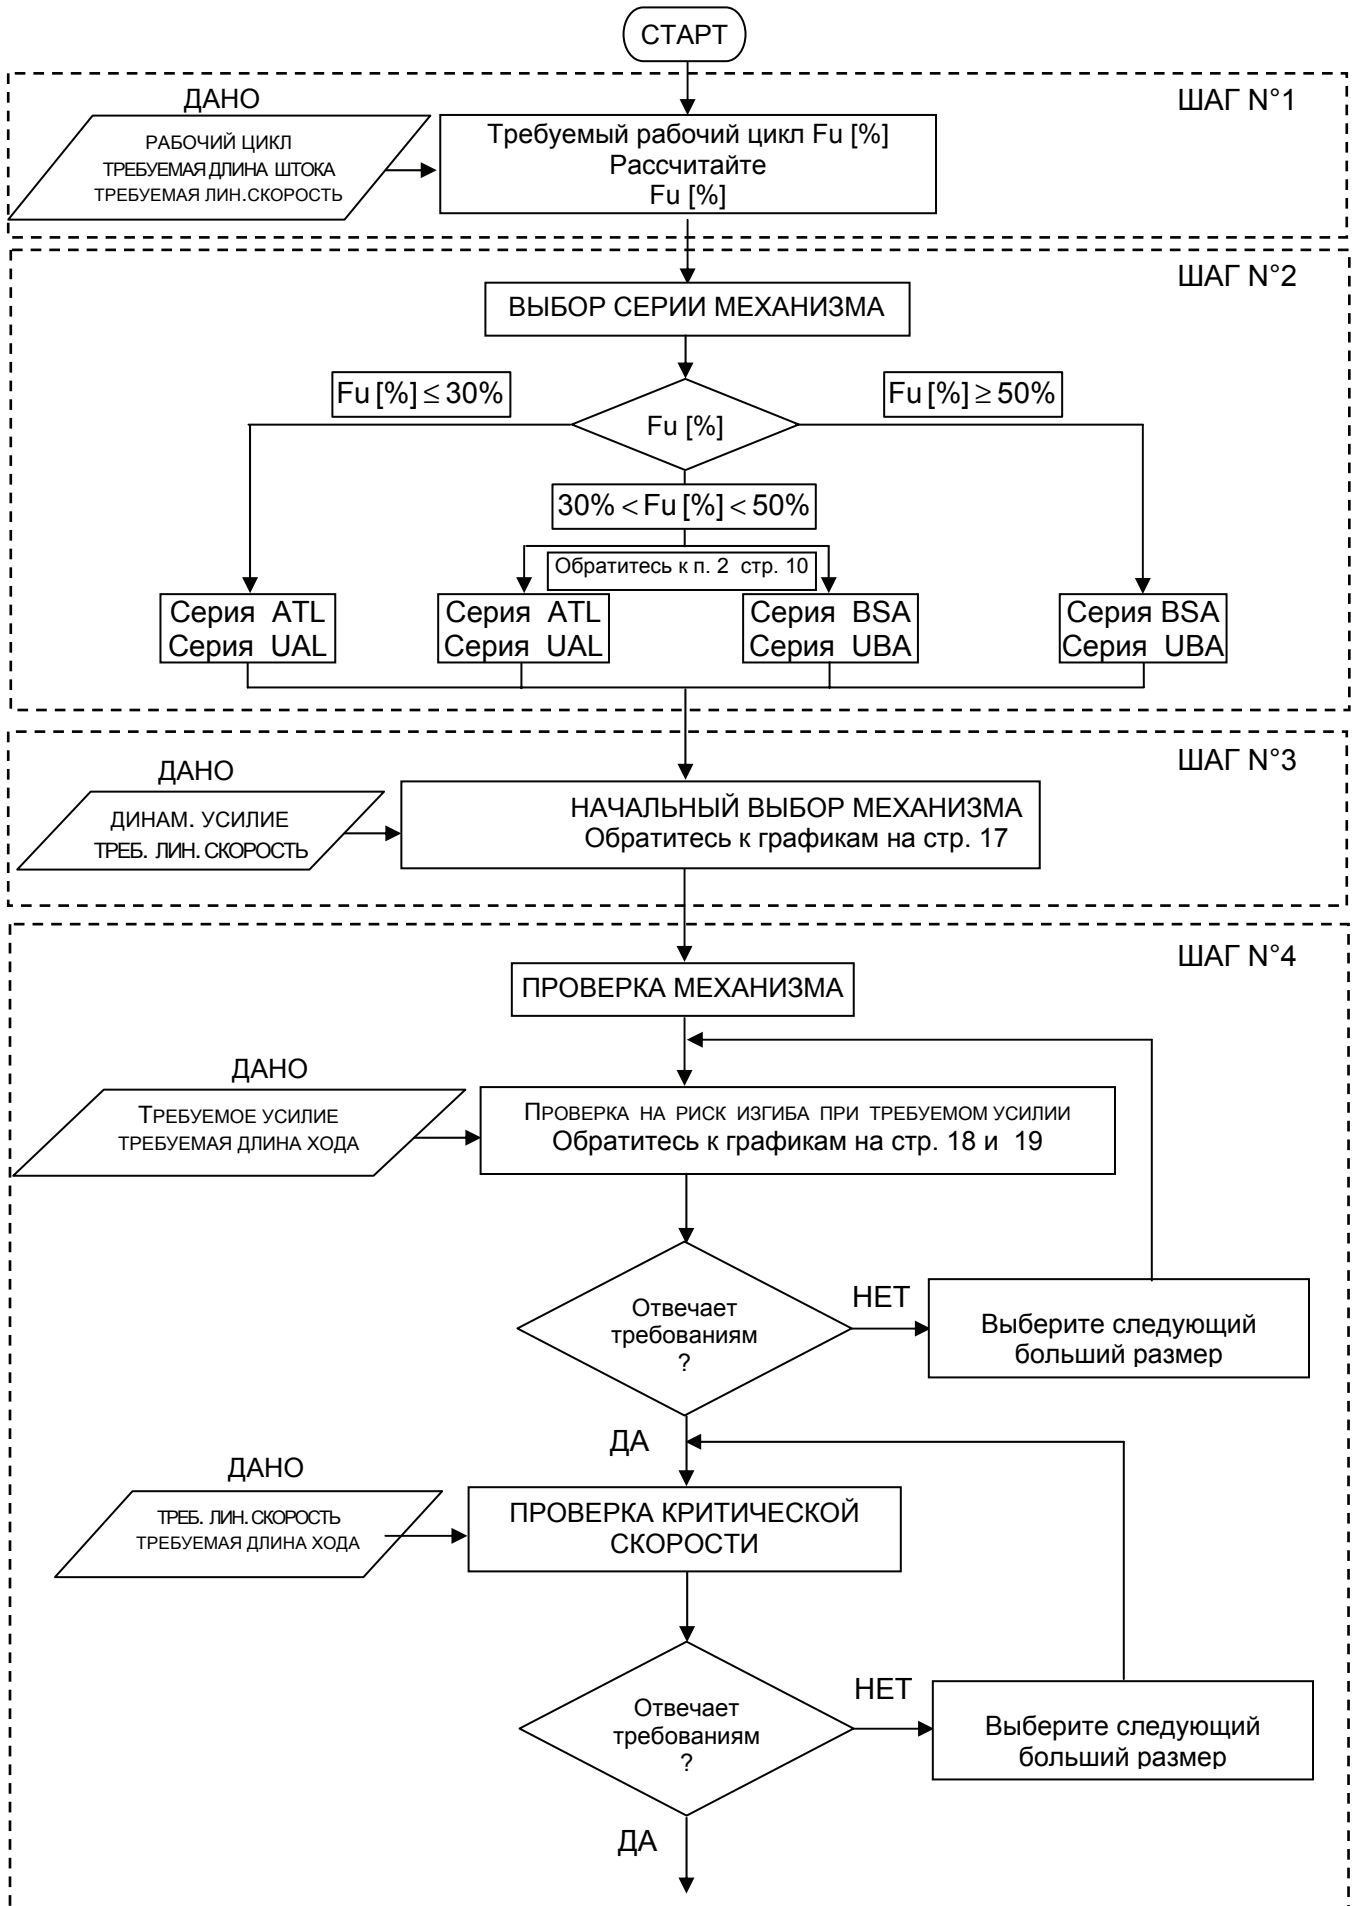 СТАРТ
ДАНО
ШАГ N°1
РАБОЧИЙ ЦИКЛ
ТРЕБУЕМАЯ ДЛИНА ШТОКА
ТРЕБУЕМАЯ ЛИН.СКОРОСТЬ
Требуемый рабочий цикл Fu [%]
Рассчитайте
Fu [%]
ШАГ N°2
ВЫБОР СЕРИИ МЕХАНИЗМА
Fu [%] ≤ 30%
Fu [%] ≥ 50%
Fu [%]
30% < Fu [%] < 50%
Обратитесь к п. 2 стр. 10
Серия ATL
Серия UAL
Серия ATL
Серия UAL
Серия BSA
Серия UBA
Серия BSA
Серия UBA
ШАГ N°3
ДАНО
ДИНАМ. УСИЛИЕ
ТРЕБ. ЛИН. СКОРОСТЬ
НАЧАЛЬНЫЙ ВЫБОР МЕХАНИЗМА
Обратитесь к графикам на стр. 17
ШАГ N°4
ПРОВЕРКА МЕХАНИЗМА
ДАНО
ТРЕБУЕМОЕ УСИЛИЕ
ТРЕБУЕМАЯ ДЛИНА ХОДА
ПРОВЕРКА НА РИСК ИЗГИБА ПРИ ТРЕБУЕМОМ УСИЛИИ
Обратитесь к графикам на стр. 18 и 19
Отвечает
требованиям
?
НЕТ
Выберите следующий
больший размер
ДА
ДАНО
ТРЕБ. ЛИН. СКОРОСТЬ
ТРЕБУЕМАЯ ДЛИНА ХОДА
ПРОВЕРКА КРИТИЧЕСКОЙ
СКОРОСТИ
Отвечает
требованиям
?
НЕТ
Выберите следующий
больший размер
ДА